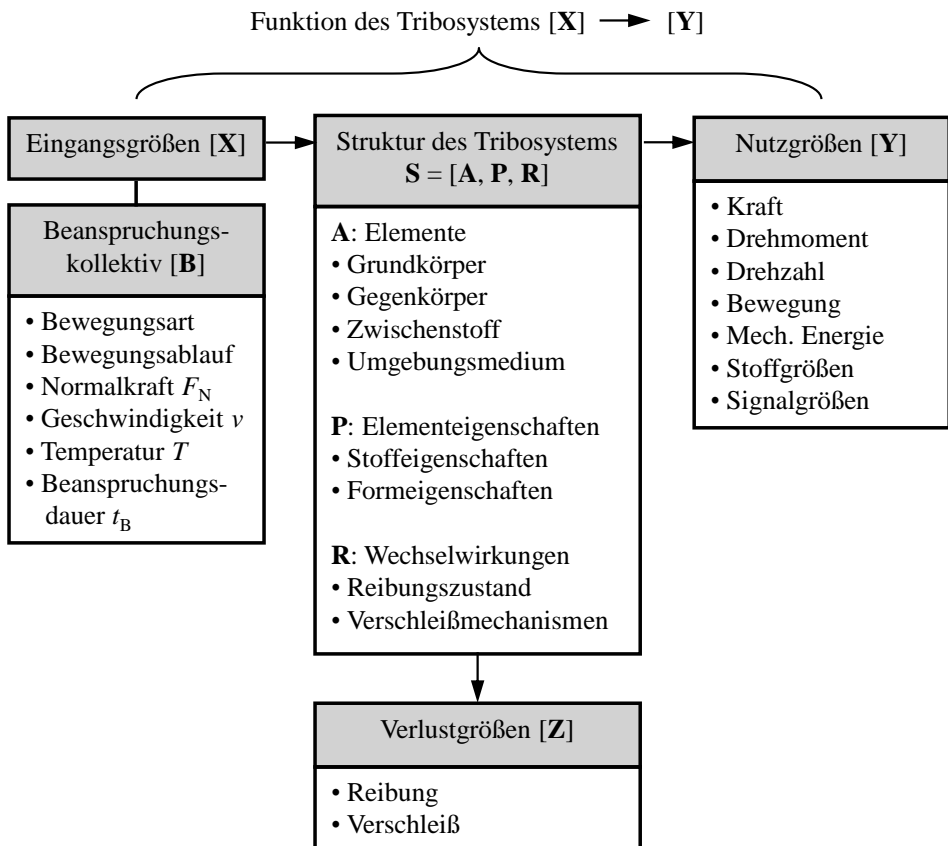 Funktion des Tribosystems [X] → [Y]
Eingangsgrößen [X]
Beanspruchungs-
kollektiv [B]
• Bewegungsart
• Bewegungsablauf
• Normalkraft F_N
• Geschwindigkeit v
• Temperatur T
• Beanspruchungs-
dauer t_B
Struktur des Tribosystems
S = [A, P, R]
A: Elemente
• Grundkörper
• Gegenkörper
• Zwischenstoff
• Umgebungsmedium
P: Elementeigenschaften
• Stoffeigenschaften
• Formeigenschaften
R: Wechselwirkungen
• Reibungszustand
• Verschleißmechanismen
Nutzgrößen [Y]
• Kraft
• Drehmoment
• Drehzahl
• Bewegung
• Mech. Energie
• Stoffgrößen
• Signalgrößen
Verlustgrößen [Z]
• Reibung
• Verschleiß